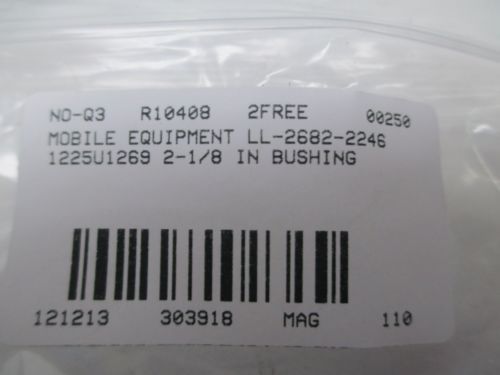 NO-Q3 R10408 2FREE 00250
MOBILE EQUIPMENT LL-2682-2246
1225U1269 2-1/8 IN BUSHING
121213 303918 MAG 110